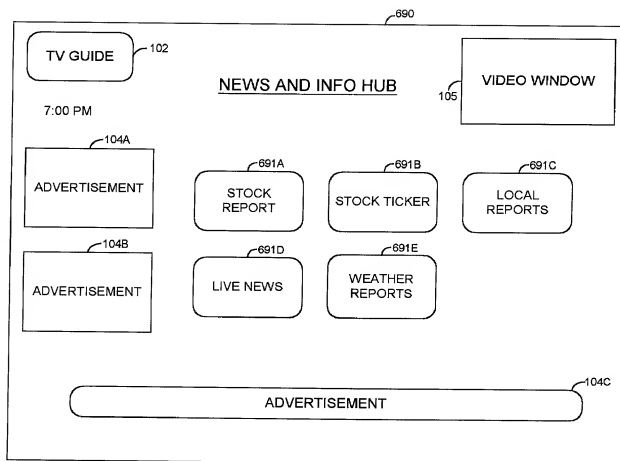 690
TV GUIDE
102
NEWS AND INFO HUB
105
VIDEO WINDOW
7:00 PM
104A
ADVERTISEMENT
691A
STOCK
REPORT
691B
STOCK TICKER
691C
LOCAL
REPORTS
104B
ADVERTISEMENT
691D
LIVE NEWS
691E
WEATHER
REPORTS
104C
ADVERTISEMENT